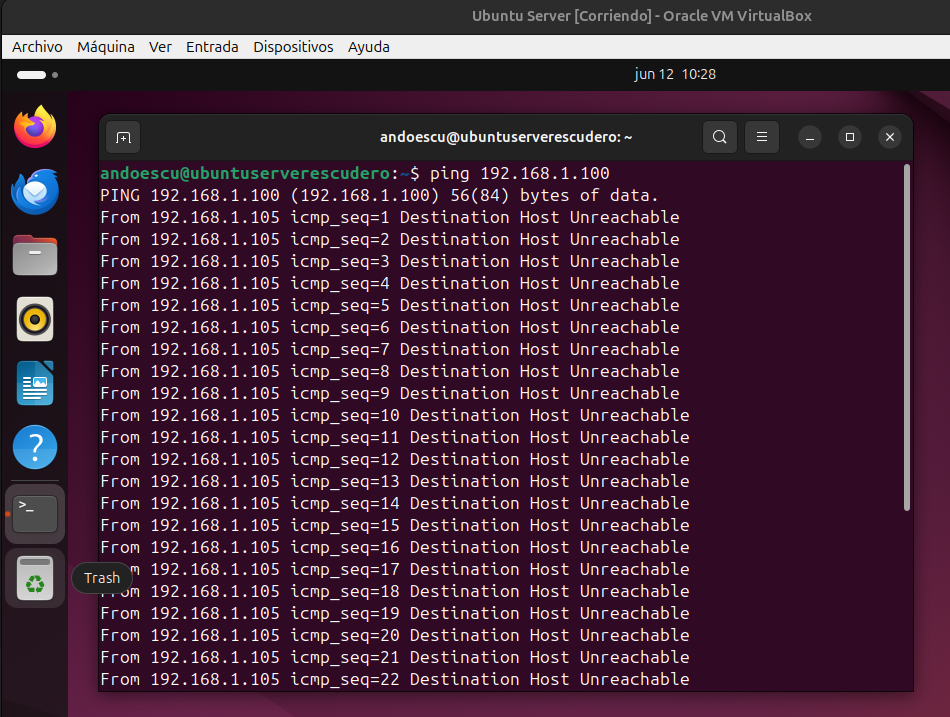 Ubuntu Server [Corriendo] - Oracle VM VirtualBox
Archivo Máquina Ver Entrada Dispositivos Ayuda
jun 12 10:28
andoescu@ubuntuserverescudero: ~
andoescu@ubuntuserverescudero:~$ ping 192.168.1.100
PING 192.168.1.100 (192.168.1.100) 56(84) bytes of data.
From 192.168.1.105 icmp_seq=1 Destination Host Unreachable
From 192.168.1.105 icmp_seq=2 Destination Host Unreachable
From 192.168.1.105 icmp_seq=3 Destination Host Unreachable
From 192.168.1.105 icmp_seq=4 Destination Host Unreachable
From 192.168.1.105 icmp_seq=5 Destination Host Unreachable
From 192.168.1.105 icmp_seq=6 Destination Host Unreachable
From 192.168.1.105 icmp_seq=7 Destination Host Unreachable
From 192.168.1.105 icmp_seq=8 Destination Host Unreachable
From 192.168.1.105 icmp_seq=9 Destination Host Unreachable
From 192.168.1.105 icmp_seq=10 Destination Host Unreachable
From 192.168.1.105 icmp_seq=11 Destination Host Unreachable
From 192.168.1.105 icmp_seq=12 Destination Host Unreachable
From 192.168.1.105 icmp_seq=13 Destination Host Unreachable
From 192.168.1.105 icmp_seq=14 Destination Host Unreachable
From 192.168.1.105 icmp_seq=15 Destination Host Unreachable
From 192.168.1.105 icmp_seq=16 Destination Host Unreachable
From 192.168.1.105 icmp_seq=17 Destination Host Unreachable
Trash
From 192.168.1.105 icmp_seq=18 Destination Host Unreachable
From 192.168.1.105 icmp_seq=19 Destination Host Unreachable
From 192.168.1.105 icmp_seq=20 Destination Host Unreachable
From 192.168.1.105 icmp_seq=21 Destination Host Unreachable
From 192.168.1.105 icmp_seq=22 Destination Host Unreachable